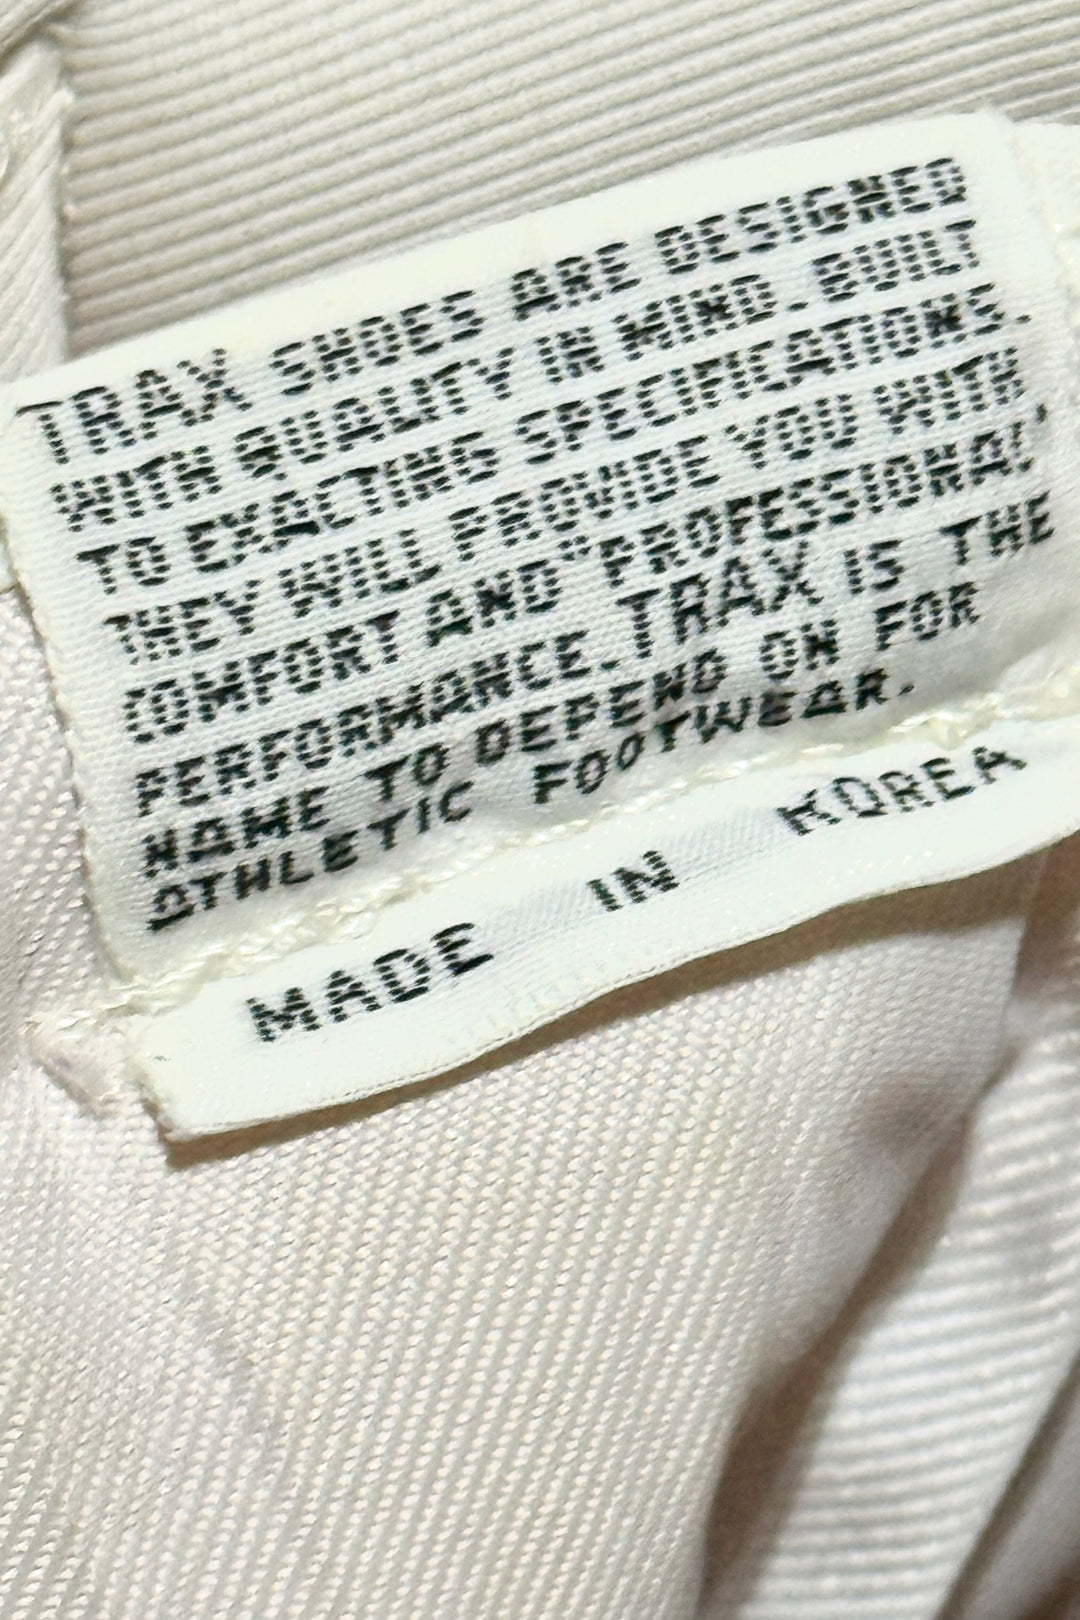 TRAX SHOES ARE DESIGNED
WITH QUALITY IN MIND. BUILT
TO EXACTING SPECIFICATIONS.
THEY WILL PROVIDE YOU WITH
COMFORT AND "PROFESSIONAL"
PERFORMANCE. TRAX IS THE
NAME TO DEPEND ON FOR
ATHLETIC FOOTWEAR.
MADE IN KOREA